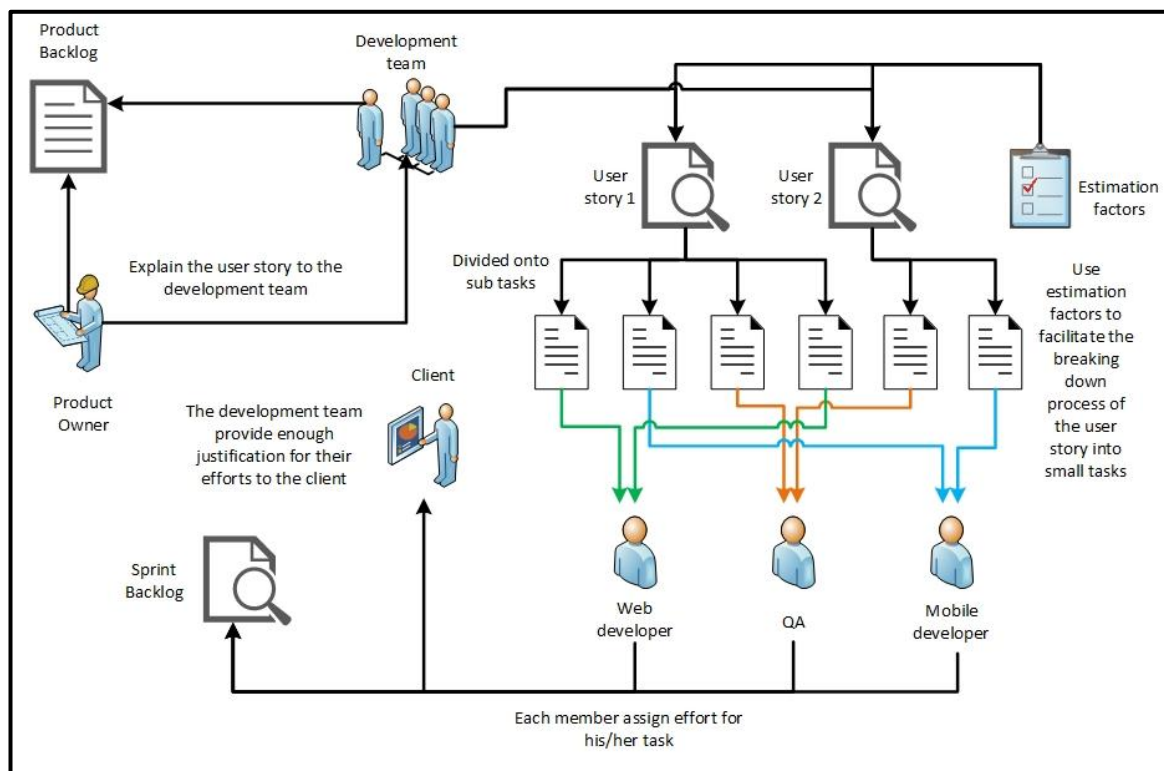 Product
Backlog
Development
team
User
story 1
User
story 2
Estimation
factors
Explain the user story to the
development team
Divided onto
sub tasks
Use
estimation
factors to
facilitate the
breaking
down
process of
the user
story into
small tasks
Product
Owner
Client
The development team
provide enough
justification for their
efforts to the client
Sprint
Backlog
Web
developer
QA
Mobile
developer
Each member assign effort for
his/her task